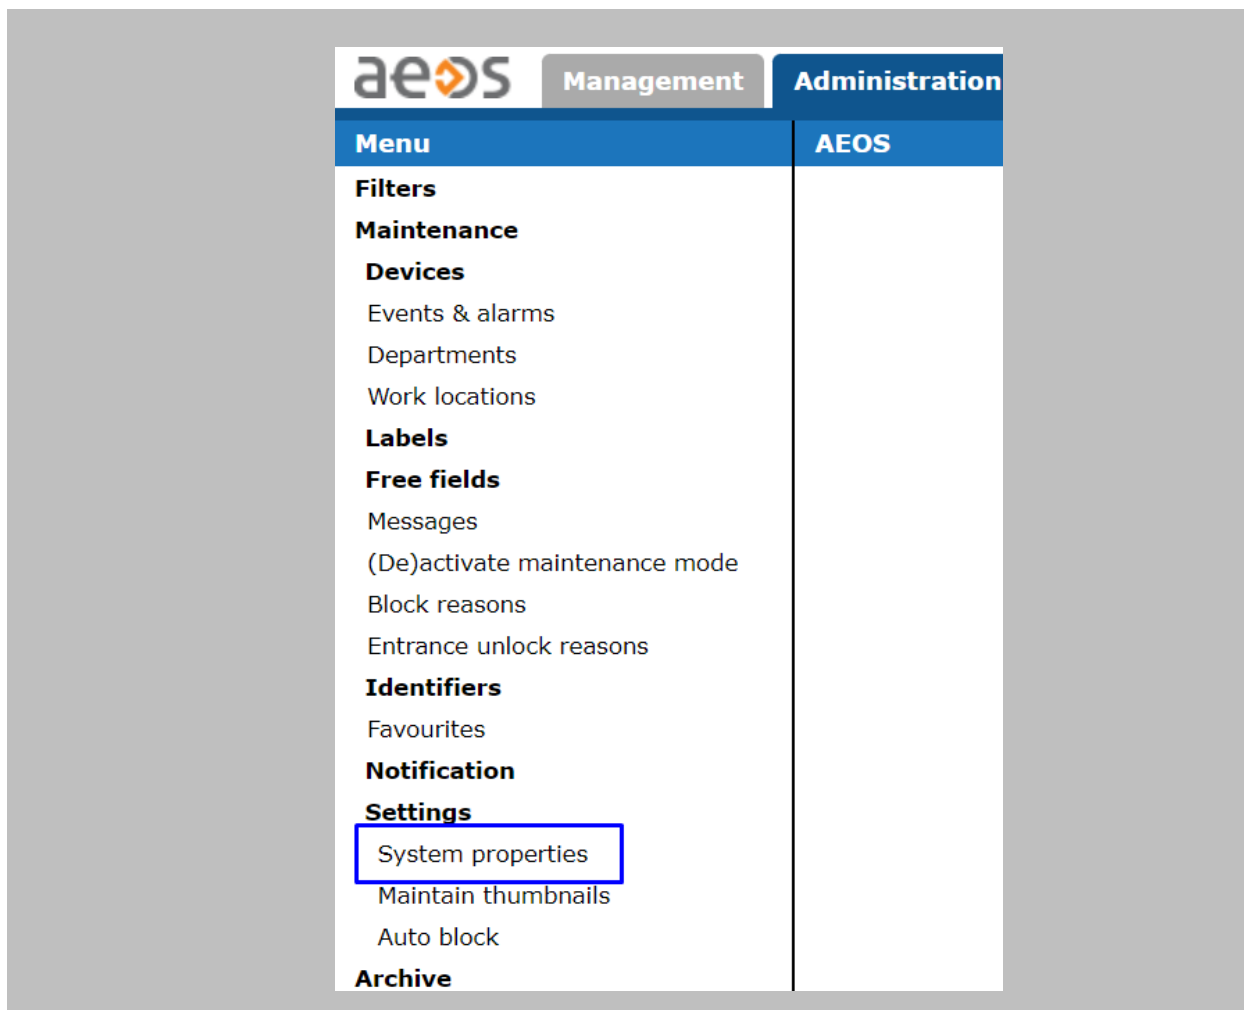 aeos Management Administration
Menu AEOS
Filters
Maintenance
Devices
Events & alarms
Departments
Work locations
Labels
Free fields
Messages
(De)activate maintenance mode
Block reasons
Entrance unlock reasons
Identifiers
Favourites
Notification
Settings
System properties
Maintain thumbnails
Auto block
Archive